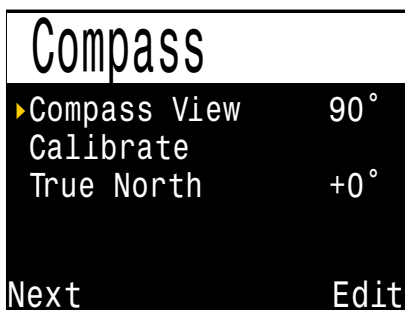 Compass
Compass View 90°
Calibrate
True North +0°
Next Edit